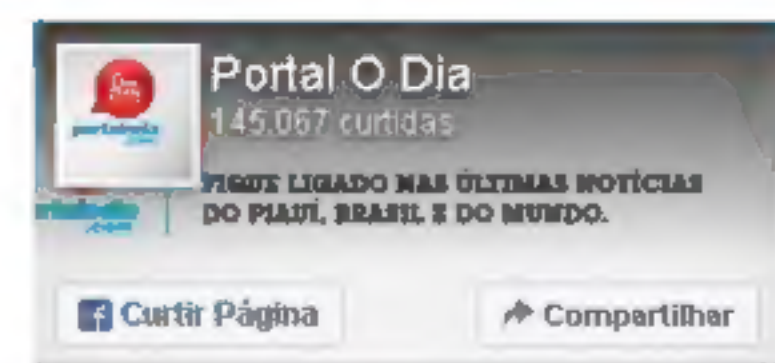 Portal O Dia
145.067 curtidas
FIQUE LIGADO NAS ÚLTIMAS NOTÍCIAS
DO PIAUÍ, BRASIL E DO MUNDO.
Curtir Página
Compartilhar